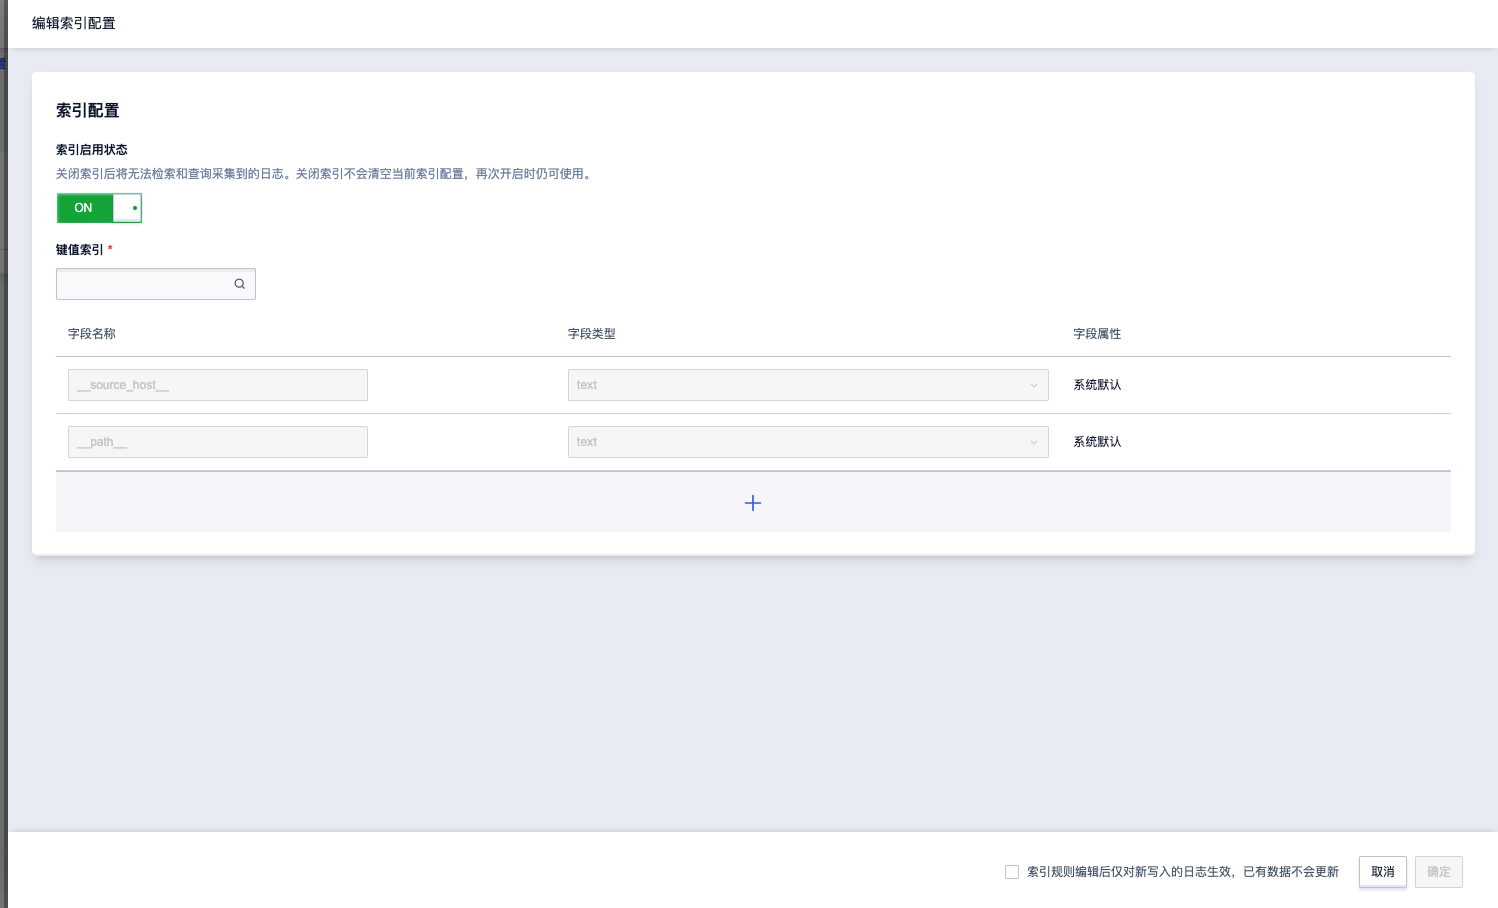 编辑索引配置
置
索引配置
索引启用状态
关闭索引后将无法检索和查询采集到的日志。关闭索引不会清空当前索引配置，再次开启时仍可使用。
ON
键值索引 *
字段名称 字段类型 字段属性
__source_host__ text 系统默认
__path__ text 系统默认
索引规则编辑后仅对新写入的日志生效，已有数据不会更新 取消 确定